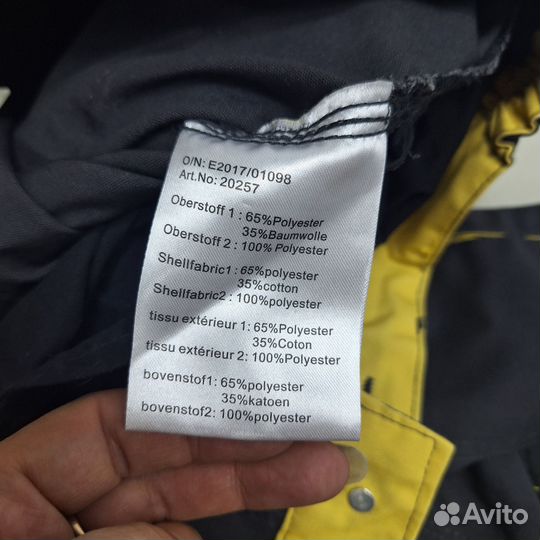 O/N: E2017/01098
Art.No: 20257
Oberstoff 1 : 65%Polyester
35%Baumwolle
Oberstoff 2 : 100% Polyester
Shellfabric1 : 65%polyester
35%cotton
Shellfabric2 : 100%polyester
tissu extérieur 1: 65%Polyester
35%Coton
tissu extérieur 2: 100%Polyester
bovenstof1: 65%polyester
35%katoen
bovenstof2: 100%polyester
Avito